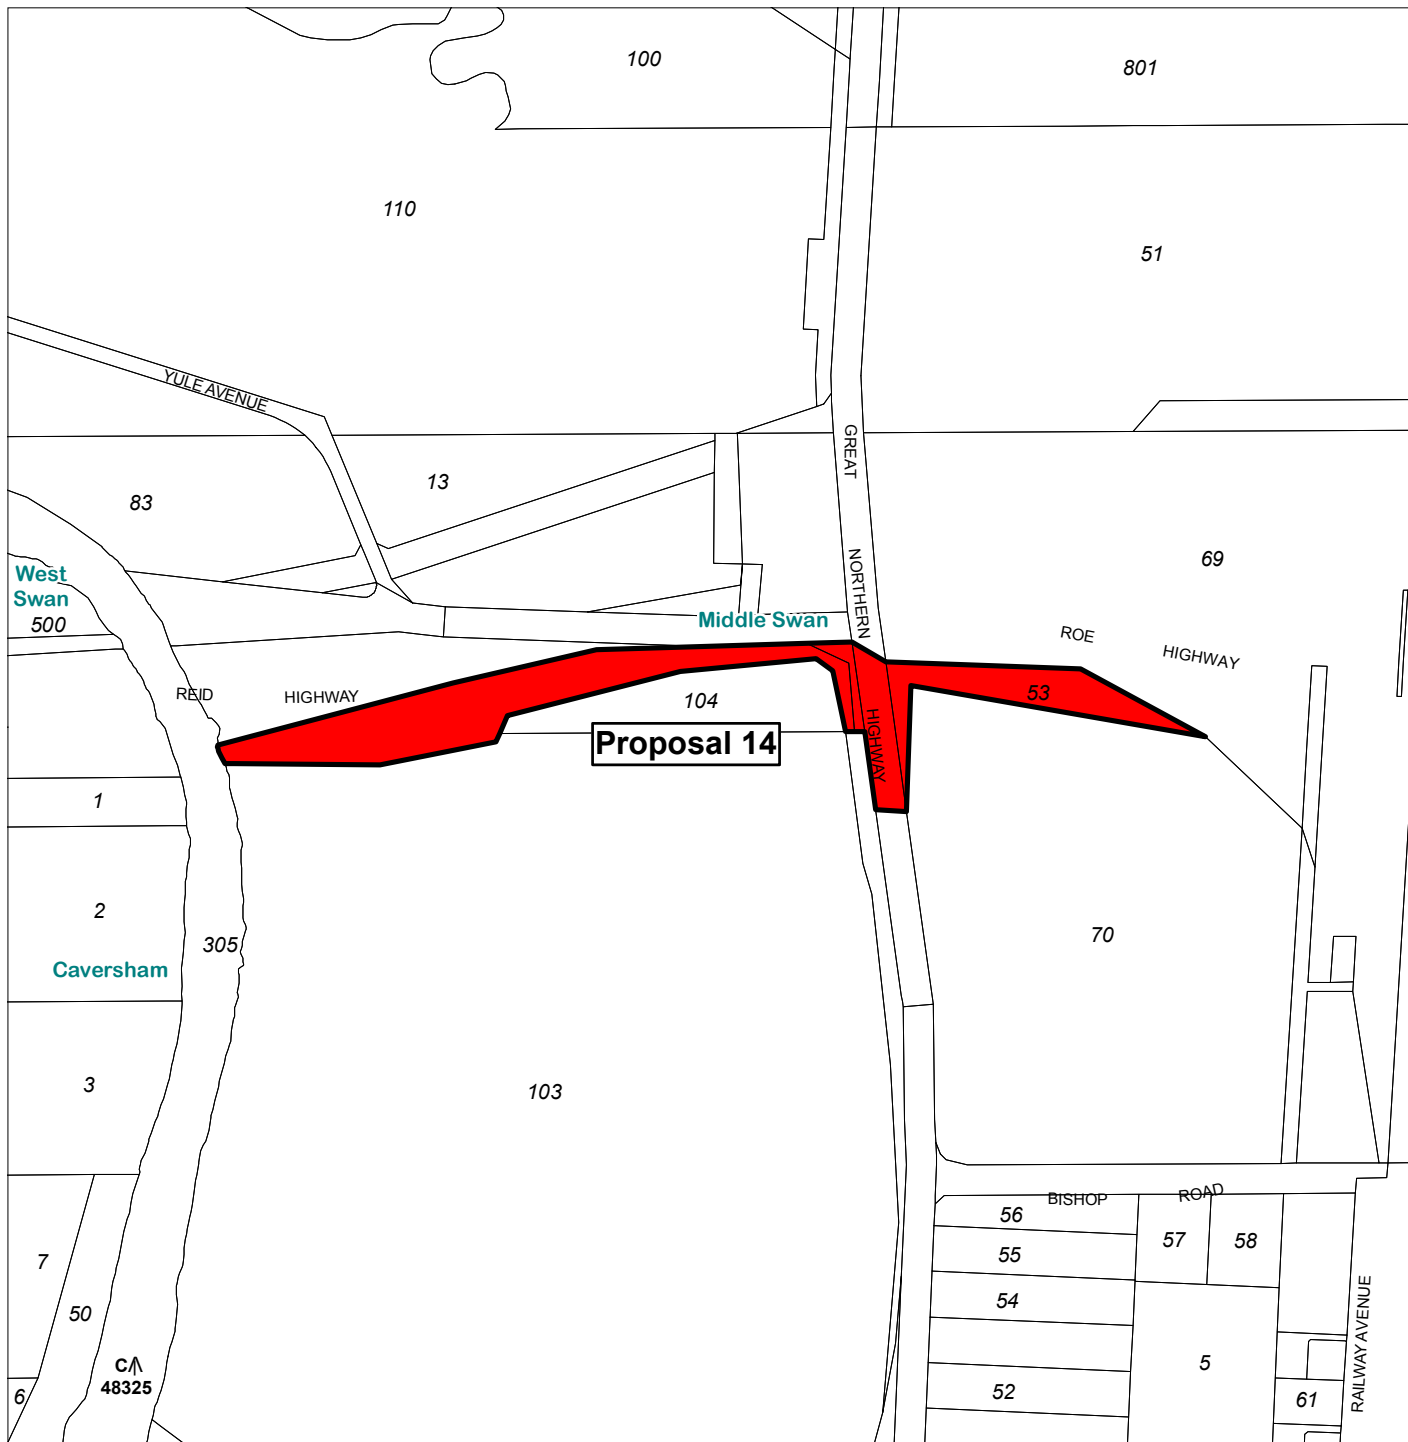 100
801
110
51
YULE AVENUE
GREAT
13
83
NORTHERN
69
West
Swan
500
Middle Swan
ROE
HIGHWAY
REID
HIGHWAY
53
104
HIGHWAY
Proposal 14
1
2
305
70
Caversham
3
103
BISHOP
ROAD
56
57
58
55
7
54
50
RAILWAY AVENUE
5
C
48325
6
52
61